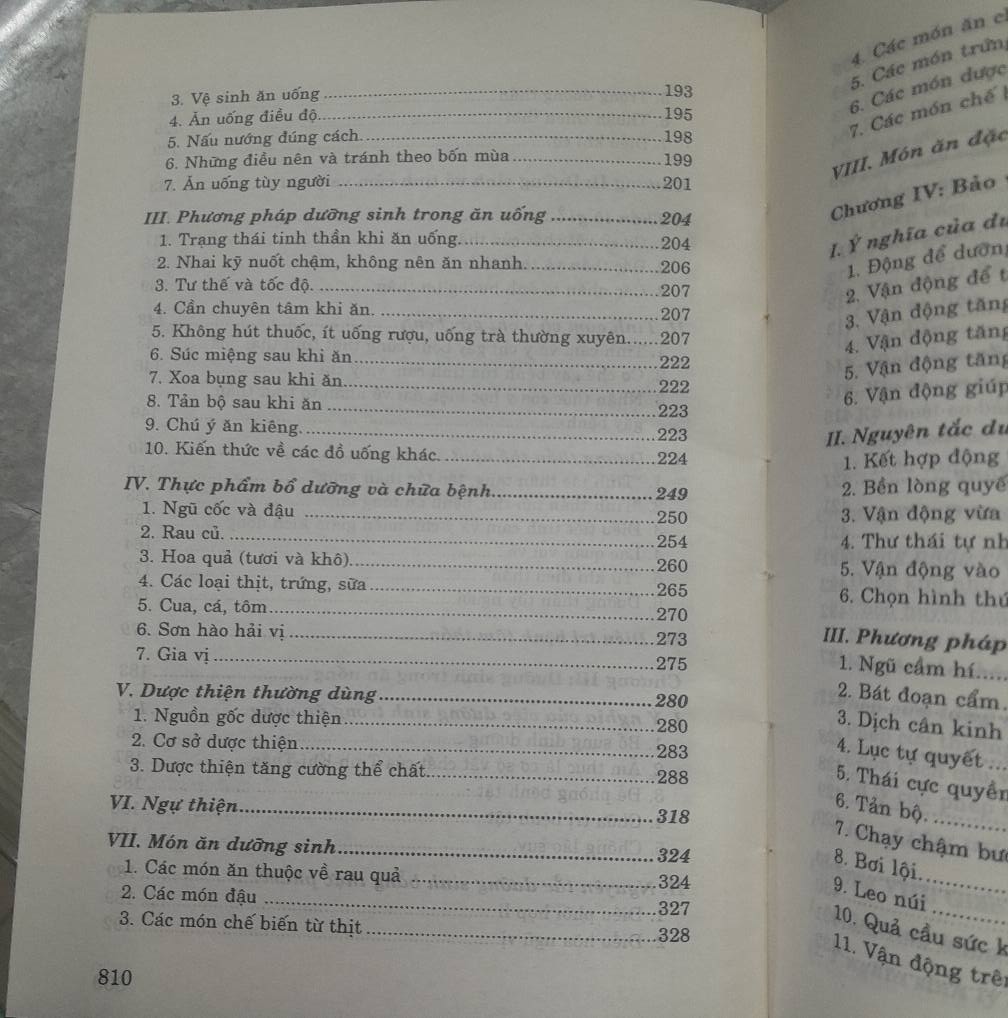 3. Vệ sinh ăn uống ........ 193
4. Ăn uống điều độ ........ 195
5. Nấu nướng đúng cách ........ 198
6. Những điều nên và tránh theo bốn mùa ........ 199
7. Ăn uống tùy người ........ 201
III. Phương pháp dưỡng sinh trong ăn uống ........ 204
1. Trạng thái tinh thần khi ăn uống. ........ 204
2. Nhai kỹ nuốt chậm, không nên ăn nhanh. ........ 206
3. Tư thế và tốc độ. ........ 207
4. Cần chuyên tâm khi ăn. ........ 207
5. Không hút thuốc, ít uống rượu, uống trà thường xuyên. ........ 207
6. Súc miệng sau khi ăn ........ 222
7. Xoa bụng sau khi ăn ........ 222
8. Tản bộ sau khi ăn ........ 223
9. Chú ý ăn kiêng. ........ 223
10. Kiến thức về các đồ uống khác. ........ 224
IV. Thực phẩm bổ dưỡng và chữa bệnh ........ 249
1. Ngũ cốc và đậu ........ 250
2. Rau củ. ........ 254
3. Hoa quả (tươi và khô) ........ 260
4. Các loại thịt, trứng, sữa ........ 265
5. Cua, cá, tôm ........ 270
6. Sơn hào hải vị ........ 273
7. Gia vị ........ 275
V. Dược thiện thường dùng ........ 280
1. Nguồn gốc dược thiện ........ 280
2. Cơ sở dược thiện ........ 283
3. Dược thiện tăng cường thể chất ........ 288
VI. Ngự thiện ........ 318
VII. Món ăn dưỡng sinh ........ 324
1. Các món ăn thuộc về rau quả ........ 324
2. Các món đậu ........ 327
3. Các món chế biến từ thịt ........ 328
810
4. Các món ăn
5. Các món trứng
6. Các món dược
7. Các món chế
VIII. Món ăn đặc
Chương IV: Bảo
I. Ý nghĩa của
1. Động để dưỡng
2. Vận động để
3. Vận động tăng
4. Vận động tăng
5. Vận động tăng
6. Vận động giúp
II. Nguyên tắc
1. Kết hợp động
2. Bền lòng
3. Vận động vừa
4. Thư thái tự
5. Vận động vào
6. Chọn hình
III. Phương pháp
1. Ngũ cầm hí
2. Bát đoạn cẩm.
3. Dịch cân kinh
4. Lục tự quyết
5. Thái cực quyền
6. Tản bộ.
7. Chạy chậm
8. Bơi lội.
9. Leo núi
10. Quả cầu sức
11. Vận động